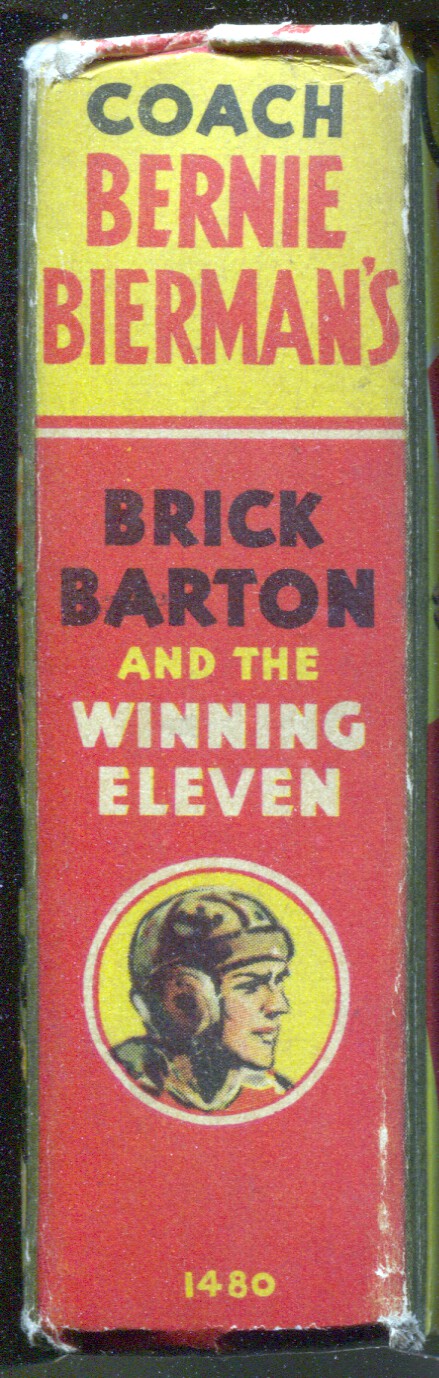 COACH
BERNIE
BIERMAN'S
BRICK
BARTON
AND THE
WINNING
ELEVEN
1480